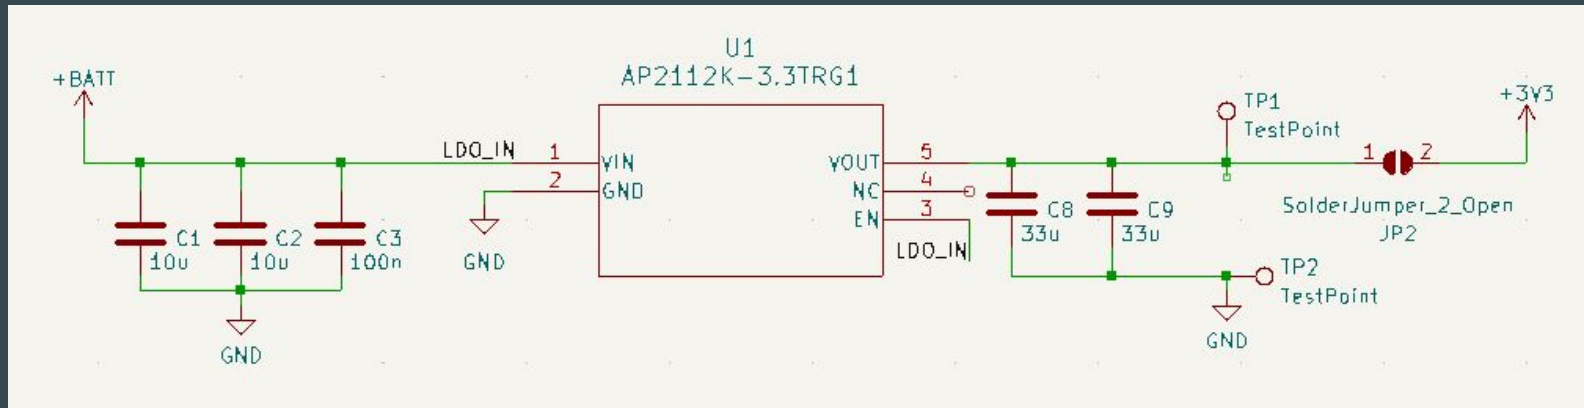 U1
AP2112K-3.3TRG1
+BATT
LDO_IN
1
VIN
2
GND
GND
C1
10u
C2
10u
C3
100n
GND
VOUT
5
NC
4
EN
3
LDO_IN
C8
33u
C9
33u
TP1
TestPoint
TP2
TestPoint
GND
1
2
SolderJumper_2_Open
JP2
+3V3